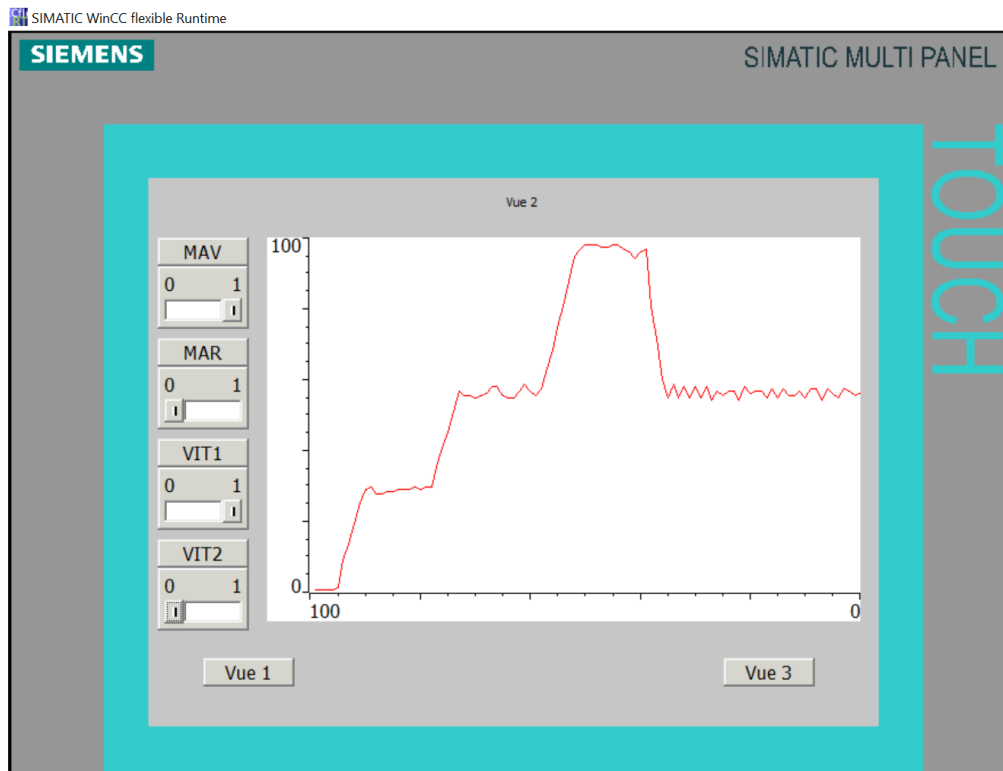 SIMATIC WinCC flexible Runtime
SIEMENS
SIMATIC MULTI PANEL
TOUCH
Vue 2
MAV
0 1
MAR
0 1
VIT1
0 1
VIT2
0 1
100
0
100 0
Vue 1
Vue 3